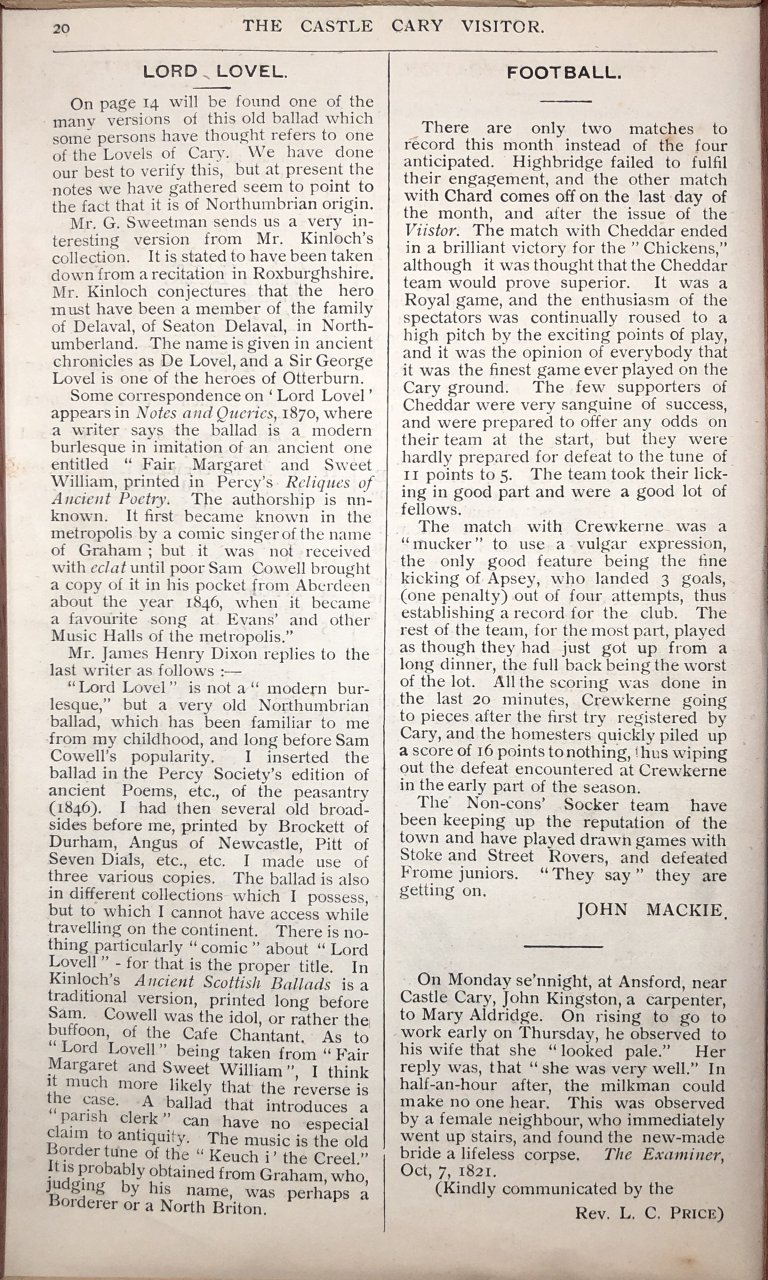 20
THE CASTLE CARY VISITOR.
LORD LOVEL.
On page 14 will be found one of the
many versions of this old ballad which
some persons have thought refers to one
of the Lovels of Cary. We have done
our best to verify this, but at present the
notes we have gathered seem to point to
the fact that it is of Northumbrian origin.
Mr. G. Sweetman sends us a very in-
teresting version from Mr. Kinloch's
collection. It is stated to have been taken
down from a recitation in Roxburghshire.
Mr. Kinloch conjectures that the hero
must have been a member of the family
of Delaval, of Seaton Delaval, in North-
umberland. The name is given in ancient
chronicles as De Lovel, and a Sir George
Lovel is one of the heroes of Otterburn.
Some correspondence on ‘ Lord Lovel ’
appears in Notes and Queries, 1870, where
a writer says the ballad is a modern
burlesque in imitation of an ancient one
entitled “ Fair Margaret and Sweet
William, printed in Percy's Reliques of
Ancient Poetry. The authorship is nn-
known. It first became known in the
metropolis by a comic singer of the name
of Graham ; but it was not received
with eclat until poor Sam Cowell brought
a copy of it in his pocket from Aberdeen
about the year 1846, when it became
a favourite song at Evans' and other
Music Halls of the metropolis.”
Mr. James Henry Dixon replies to the
last writer as follows :—
“Lord Lovel” is not a “ modern bur-
lesque,” but a very old Northumbrian
ballad, which has been familiar to me
from my childhood, and long before Sam
Cowell's popularity. I inserted the
ballad in the Percy Society's edition of
ancient Poems, etc., of the peasantry
(1846). I had then several old broad-
sides before me, printed by Brockett of
Durham, Angus of Newcastle, Pitt of
Seven Dials, etc., etc. I made use of
three various copies. The ballad is also
in different collections which I possess,
but to which I cannot have access while
travelling on the continent. There is no-
thing particularly “ comic ” about “ Lord
Lovell ” - for that is the proper title. In
Kinloch's Ancient Scottish Ballads is a
traditional version, printed long before
Sam. Cowell was the idol, or rather the
buffoon, of the Cafe Chantant. As to
“ Lord Lovell ” being taken from “ Fair
Margaret and Sweet William ”, I think
it much more likely that the reverse is
the case. A ballad that introduces a
“ parish clerk ” can have no especial
claim to antiquity. The music is the old
Border tune of the “ Keuch i' the Creel.”
It is probably obtained from Graham, who,
judging by his name, was perhaps a
Borderer or a North Briton.
FOOTBALL.
There are only two matches to
record this month instead of the four
anticipated. Highbridge failed to fulfil
their engagement, and the other match
with Chard comes off on the last day of
the month, and after the issue of the
Viistor. The match with Cheddar ended
in a brilliant victory for the ” Chickens,”
although it was thought that the Cheddar
team would prove superior. It was a
Royal game, and the enthusiasm of the
spectators was continually roused to a
high pitch by the exciting points of play,
and it was the opinion of everybody that
it was the finest game ever played on the
Cary ground. The few supporters of
Cheddar were very sanguine of success,
and were prepared to offer any odds on
their team at the start, but they were
hardly prepared for defeat to the tune of
11 points to 5. The team took their lick-
ing in good part and were a good lot of
fellows.
The match with Crewkerne was a
“mucker” to use a vulgar expression,
the only good feature being the fine
kicking of Apsey, who landed 3 goals,
(one penalty) out of four attempts, thus
establishing a record for the club. The
rest of the team, for the most part, played
as though they had just got up from a
long dinner, the full back being the worst
of the lot. All the scoring was done in
the last 20 minutes, Crewkerne going
to pieces after the first try registered by
Cary, and the homesters quickly piled up
a score of 16 points to nothing, thus wiping
out the defeat encountered at Crewkerne
in the early part of the season.
The Non-cons' Socker team have
been keeping up the reputation of the
town and have played drawn games with
Stoke and Street Rovers, and defeated
Frome juniors. “They say” they are
getting on.
JOHN MACKIE.
On Monday se'nnight, at Ansford, near
Castle Cary, John Kingston, a carpenter,
to Mary Aldridge. On rising to go to
work early on Thursday, he observed to
his wife that she “looked pale.” Her
reply was, that “she was very well.” In
half-an-hour after, the milkman could
make no one hear. This was observed
by a female neighbour, who immediately
went up stairs, and found the new-made
bride a lifeless corpse. The Examiner,
Oct, 7, 1821.
(Kindly communicated by the
Rev. L. C. PRICE)